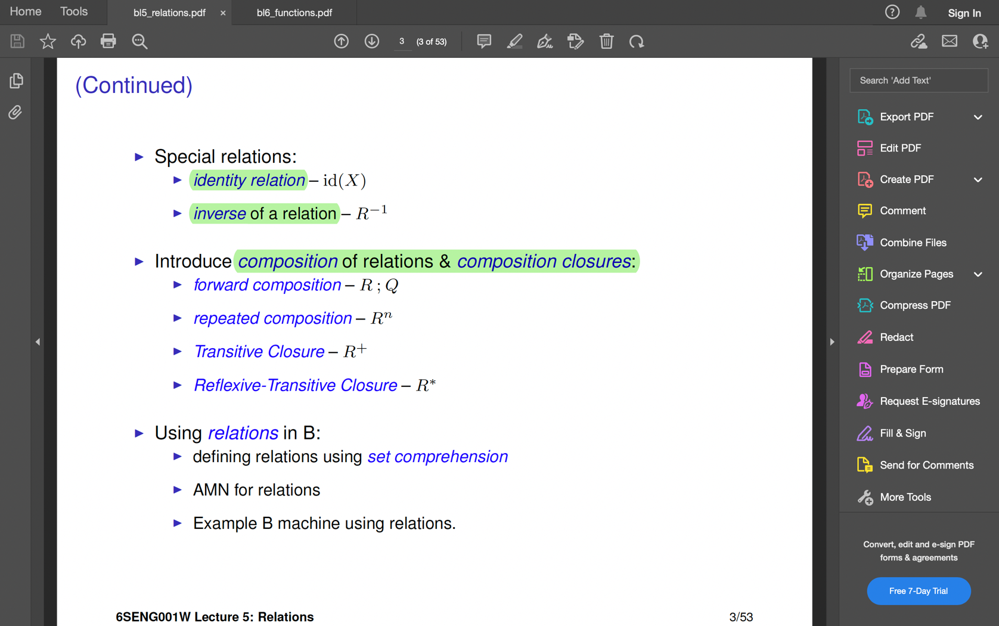 Home Tools bl5_relations.pdf × bl6_functions.pdf ? Sign In
3 (3 of 53)
(Continued)
Search 'Add Text'
▶ Special relations:
▶ identity relation – id(X)
▶ inverse of a relation – R⁻¹
▶ Introduce composition of relations & composition closures:
▶ forward composition – R ; Q
▶ repeated composition – Rⁿ
▶ Transitive Closure – R⁺
▶ Reflexive-Transitive Closure – R*
▶ Using relations in B:
▶ defining relations using set comprehension
▶ AMN for relations
▶ Example B machine using relations.
6SENG001W Lecture 5: Relations 3/53
Export PDF
Edit PDF
Create PDF
Comment
Combine Files
Organize Pages
Compress PDF
Redact
Prepare Form
Request E-signatures
Fill & Sign
Send for Comments
More Tools
Convert, edit and e-sign PDF
forms & agreements
Free 7-Day Trial